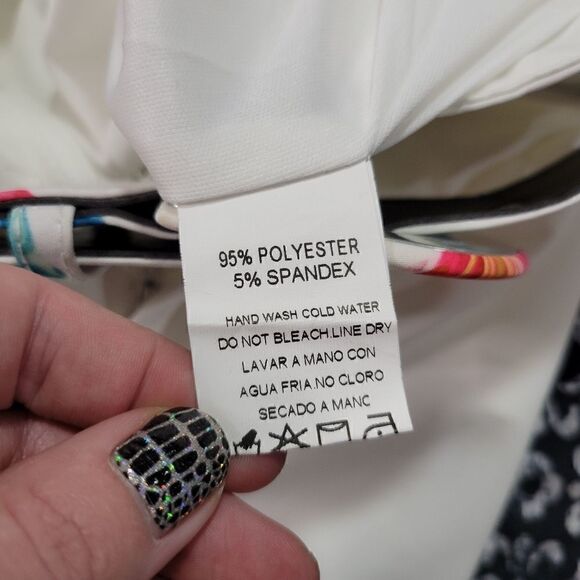 95% POLYESTER
5% SPANDEX
HAND WASH COLD WATER
DO NOT BLEACH.LINE DRY
LAVAR A MANO CON
AGUA FRIA.NO CLORO
SECADO A MANC